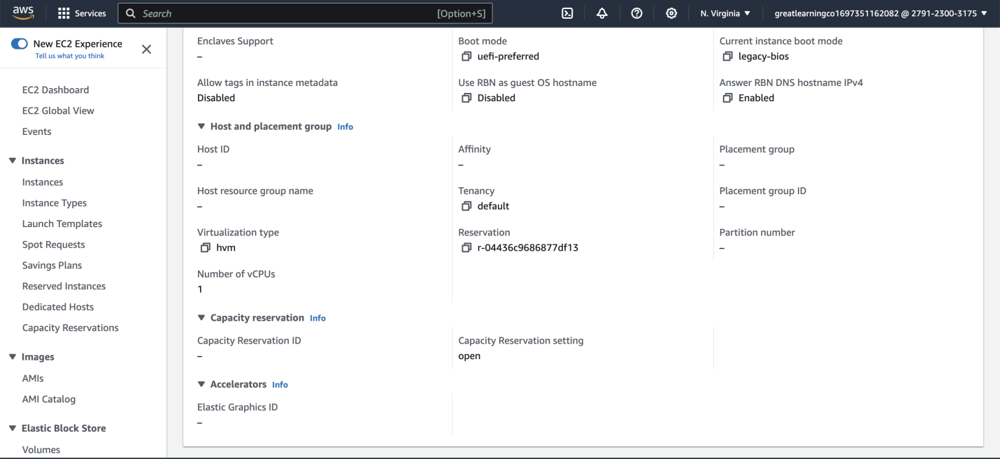 aws
Services
Search
[Option+S]
N. Virginia
greatlearningco1697351162082 @ 2791-2300-3175
New EC2 Experience
Tell us what you think
EC2 Dashboard
EC2 Global View
Events
Instances
Instances
Instance Types
Launch Templates
Spot Requests
Savings Plans
Reserved Instances
Dedicated Hosts
Capacity Reservations
Images
AMIs
AMI Catalog
Elastic Block Store
Volumes
Enclaves Support
–
Boot mode
uefi-preferred
Current instance boot mode
legacy-bios
Allow tags in instance metadata
Disabled
Use RBN as guest OS hostname
Disabled
Answer RBN DNS hostname IPv4
Enabled
Host and placement group Info
Host ID
–
Affinity
–
Placement group
–
Host resource group name
–
Tenancy
default
Placement group ID
–
Virtualization type
hvm
Reservation
r-04436c9686877df13
Partition number
–
Number of vCPUs
1
Capacity reservation Info
Capacity Reservation ID
–
Capacity Reservation setting
open
Accelerators Info
Elastic Graphics ID
–